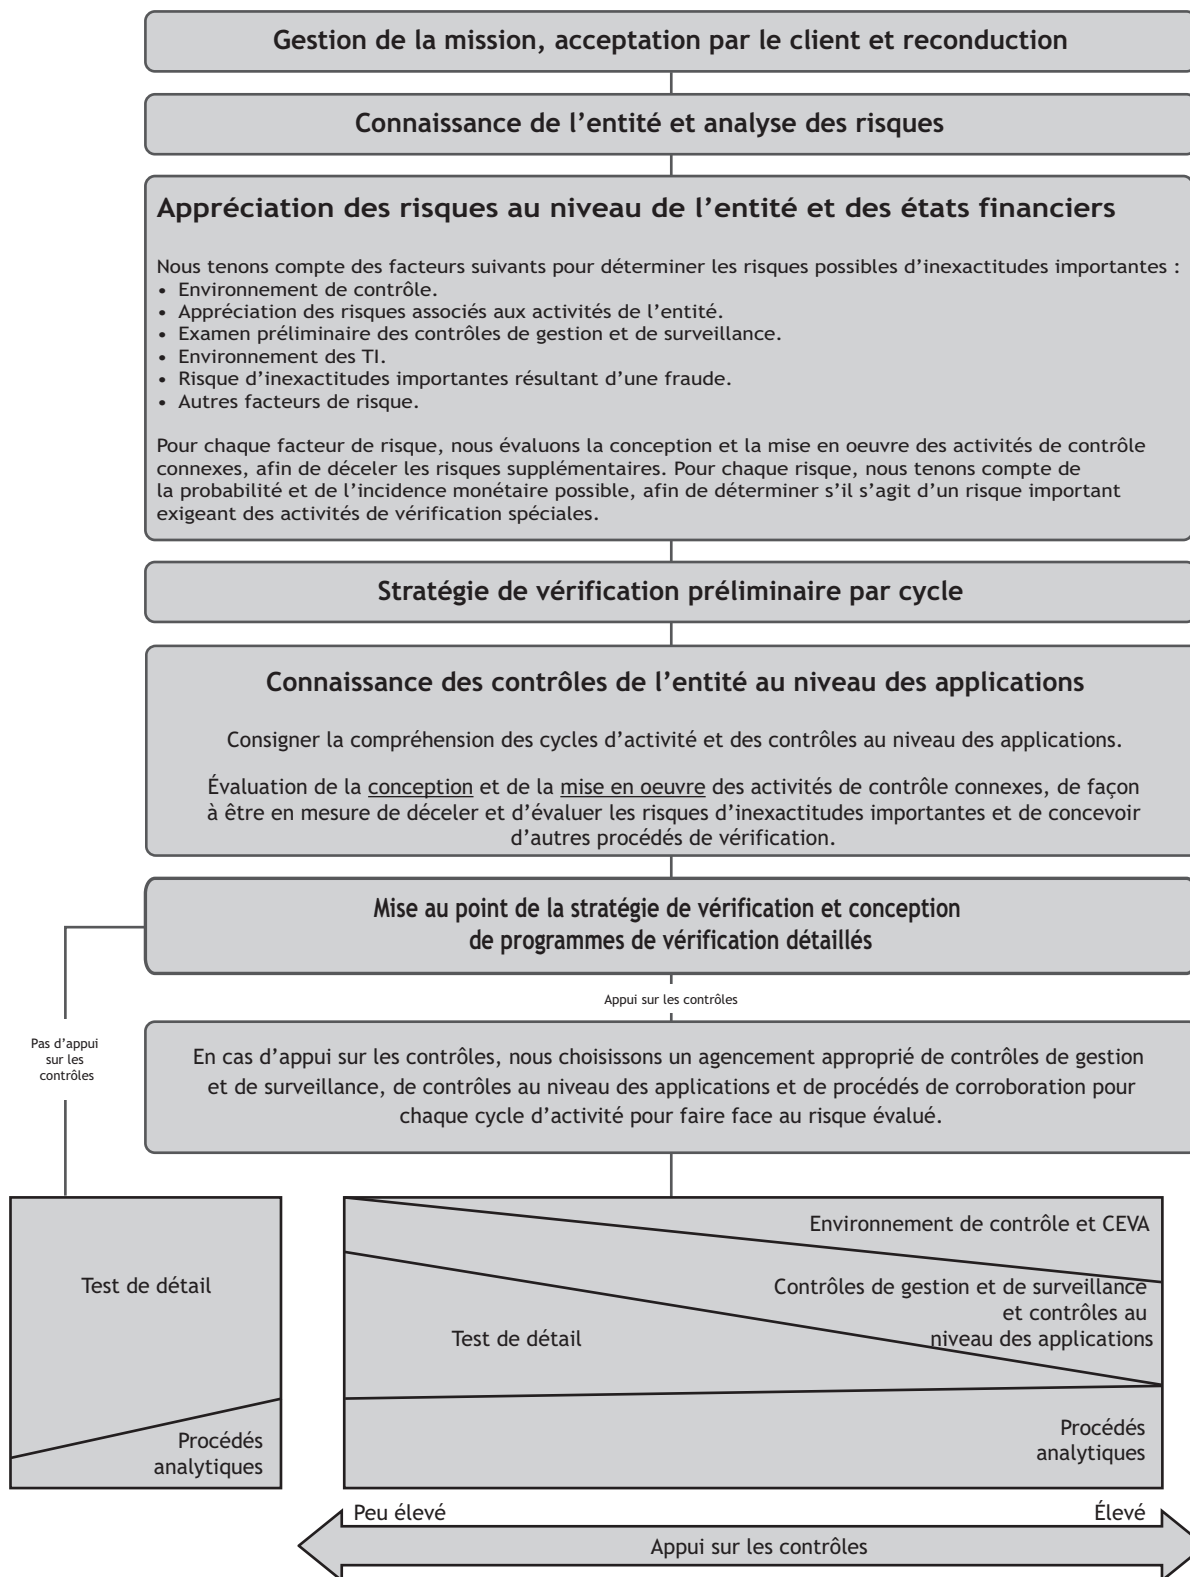 Gestion de la mission, acceptation par le client et reconduction
Connaissance de l’entité et analyse des risques
Appréciation des risques au niveau de l’entité et des états financiers
Nous tenons compte des facteurs suivants pour déterminer les risques possibles d’inexactitudes importantes :
• Environnement de contrôle.
• Appréciation des risques associés aux activités de l’entité.
• Examen préliminaire des contrôles de gestion et de surveillance.
• Environnement des TI.
• Risque d’inexactitudes importantes résultant d’une fraude.
• Autres facteurs de risque.
Pour chaque facteur de risque, nous évaluons la conception et la mise en oeuvre des activités de contrôle
connexes, afin de déceler les risques supplémentaires. Pour chaque risque, nous tenons compte de
la probabilité et de l’incidence monétaire possible, afin de déterminer s’il s’agit d’un risque important
exigeant des activités de vérification spéciales.
Stratégie de vérification préliminaire par cycle
Connaissance des contrôles de l’entité au niveau des applications
Consigner la compréhension des cycles d’activité et des contrôles au niveau des applications.
Évaluation de la conception et de la mise en oeuvre des activités de contrôle connexes, de façon
à être en mesure de déceler et d’évaluer les risques d’inexactitudes importantes et de concevoir
d’autres procédés de vérification.
Mise au point de la stratégie de vérification et conception
de programmes de vérification détaillés
Appui sur les contrôles
Pas d’appui
sur les
contrôles
En cas d’appui sur les contrôles, nous choisissons un agencement approprié de contrôles de gestion
et de surveillance, de contrôles au niveau des applications et de procédés de corroboration pour
chaque cycle d’activité pour faire face au risque évalué.
Test de détail
Procédés
analytiques
Environnement de contrôle et CEVA
Contrôles de gestion et de surveillance
et contrôles au
niveau des applications
Test de détail
Procédés
analytiques
Peu élevé
Élevé
Appui sur les contrôles